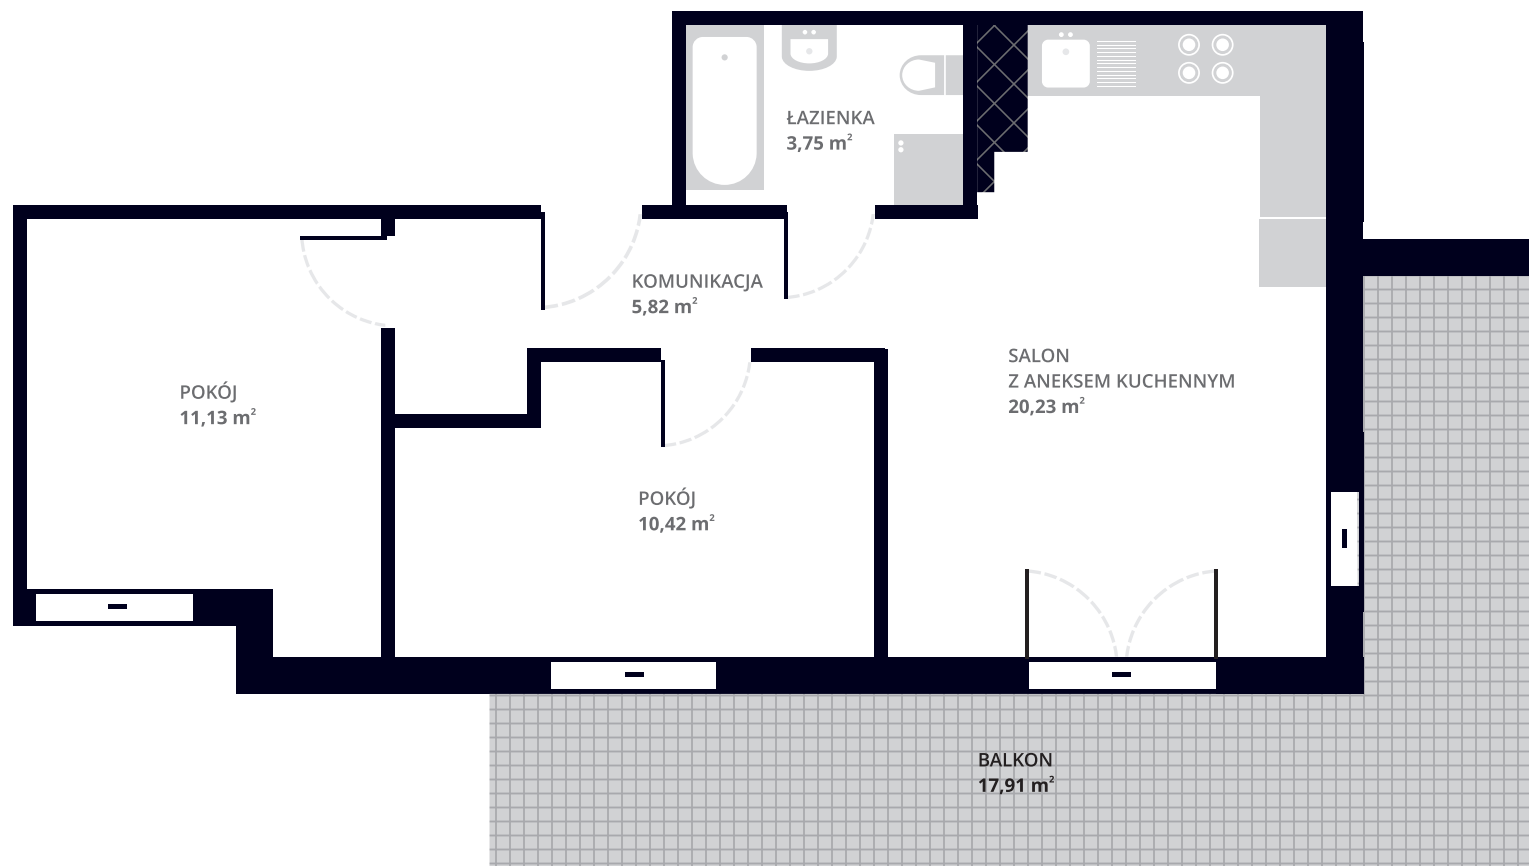 ŁAZIENKA
3,75 m²
KOMUNIKACJA
5,82 m²
SALON
Z ANEKSEM KUCHENNYM
20,23 m²
POKÓJ
11,13 m²
POKÓJ
10,42 m²
BALKON
17,91 m²